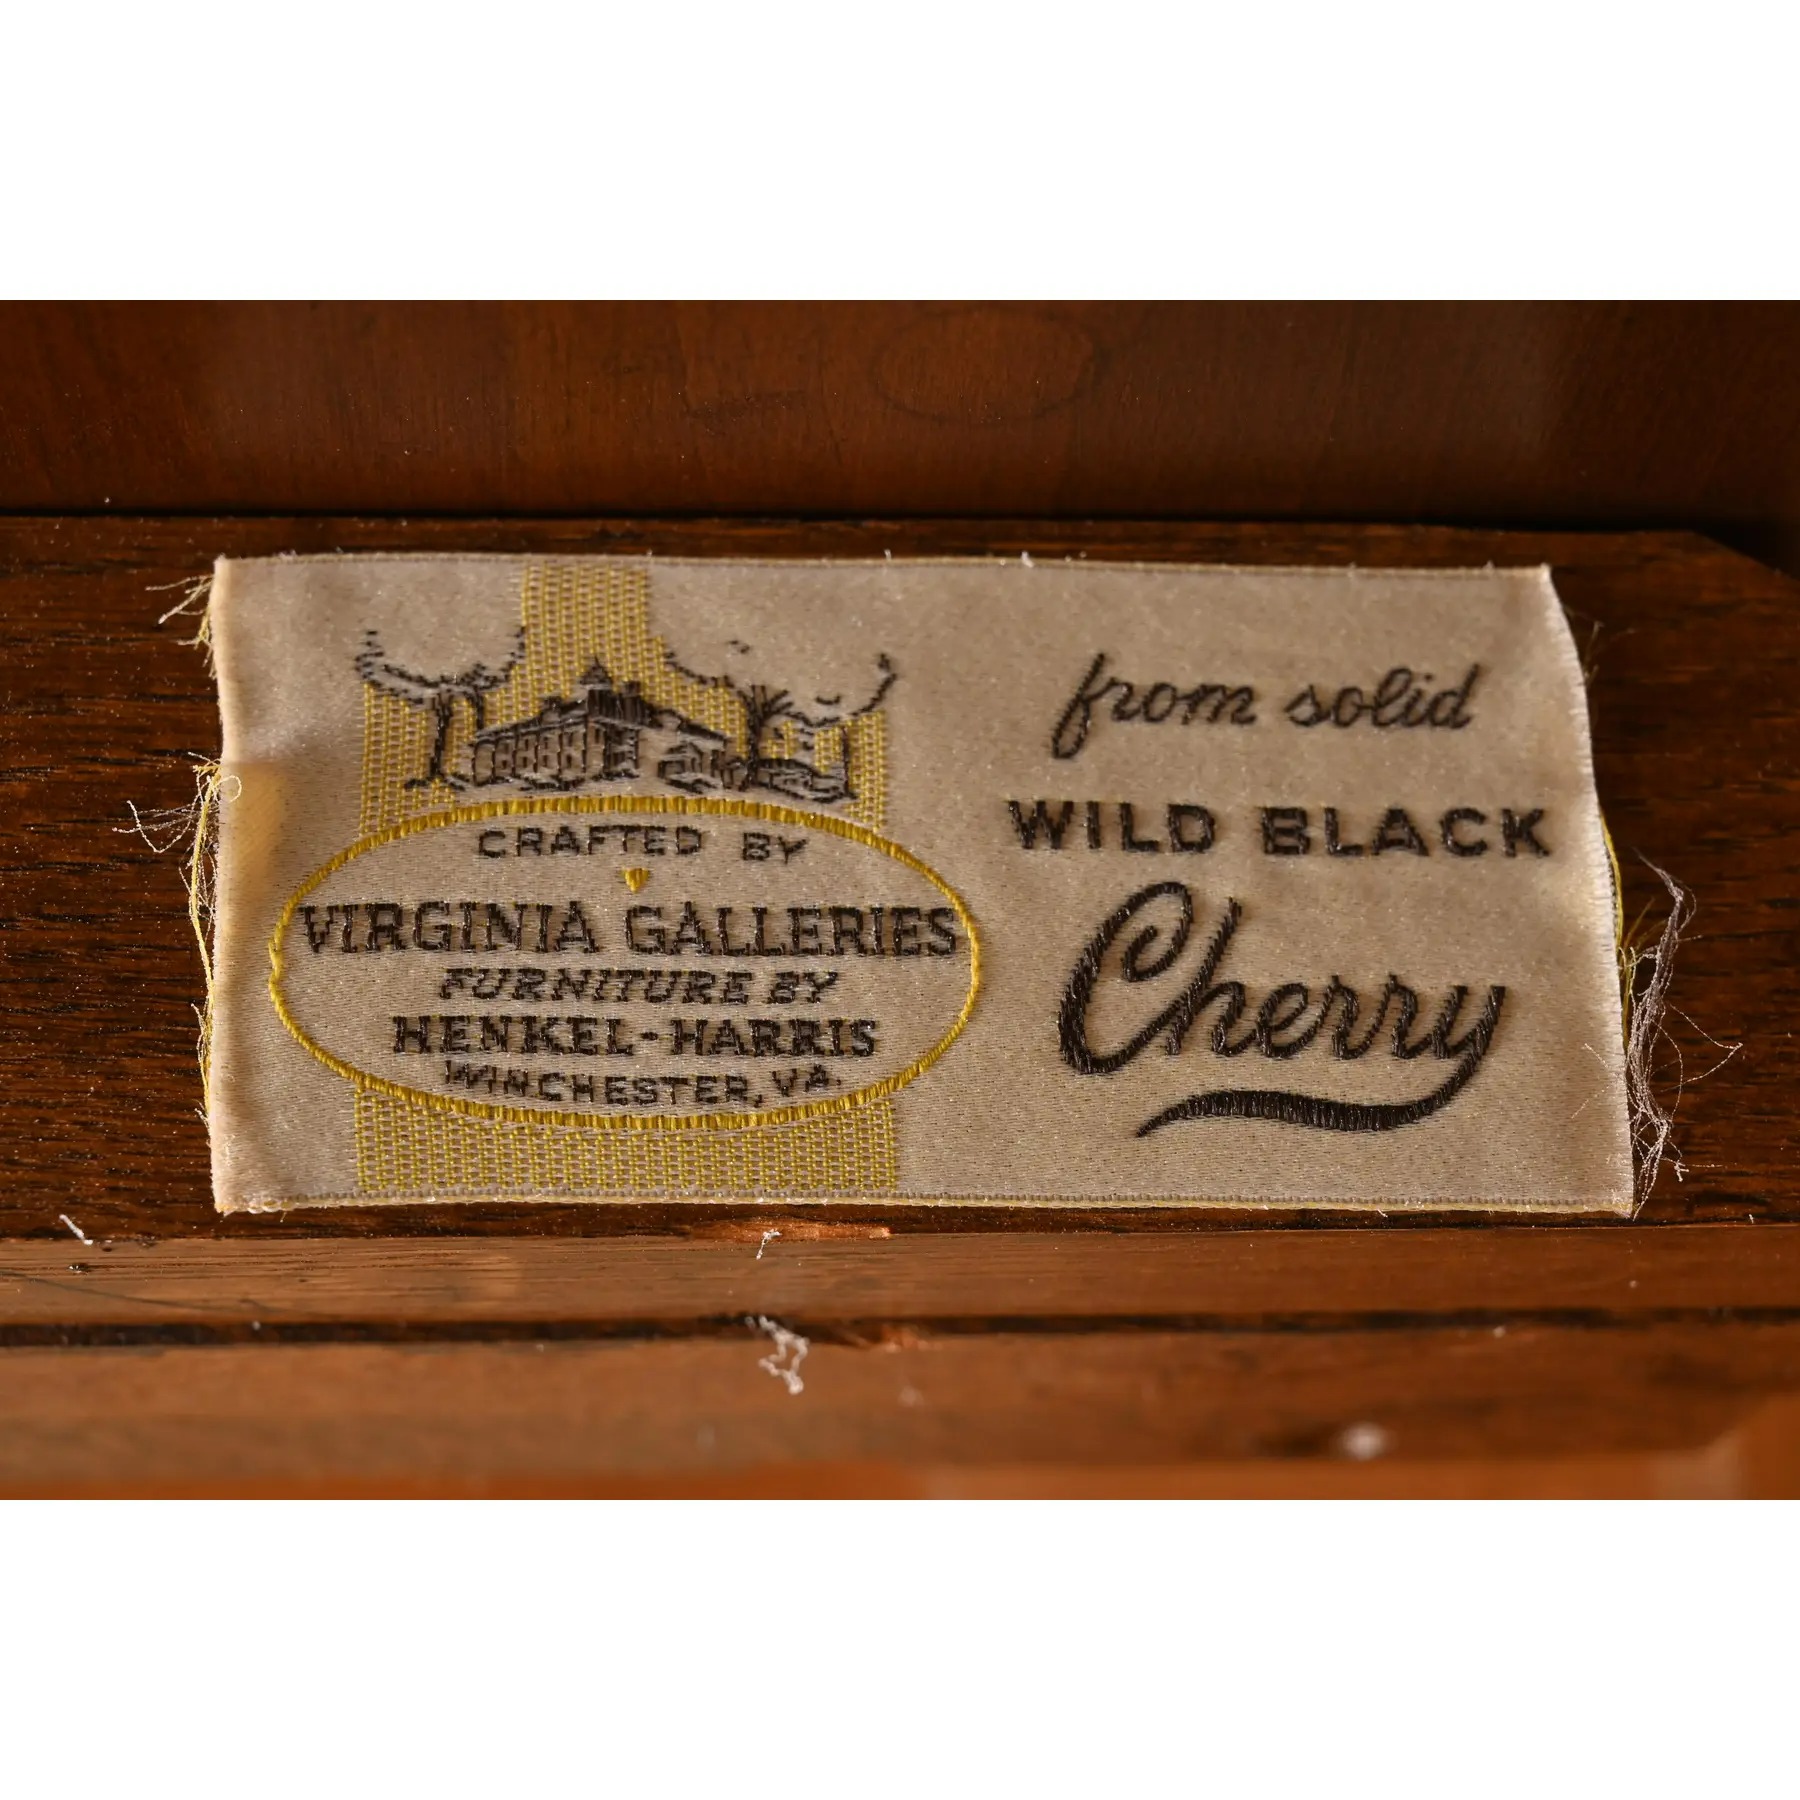 CRAFTED BY
VIRGINIA GALLERIES
FURNITURE BY
HENKEL-HARRIS
WINCHESTER, VA.
from solid
WILD BLACK
Cherry